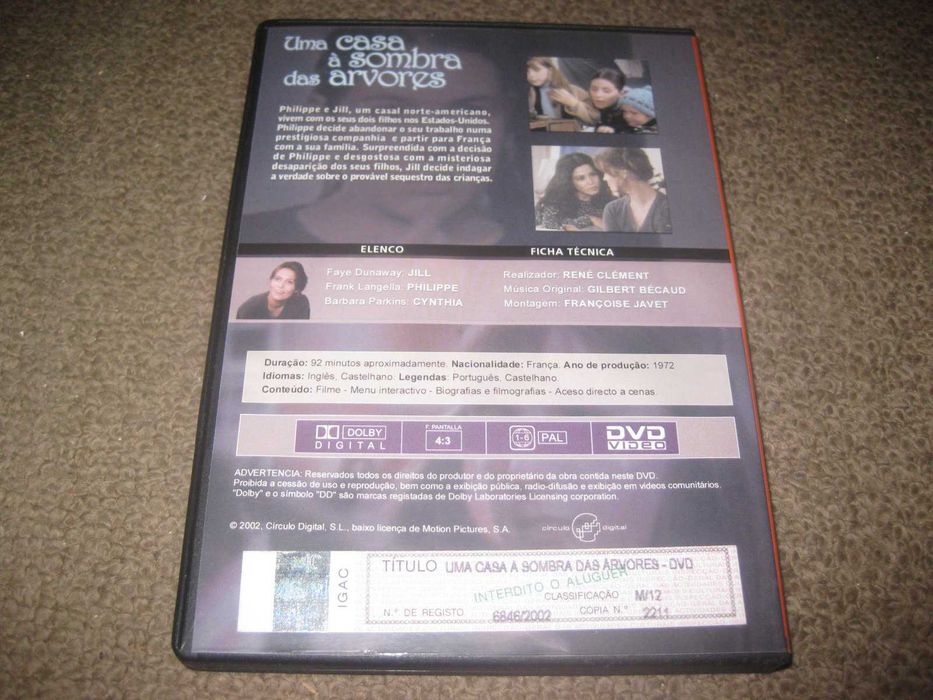 Uma casa
à sombra
das arvores
Philippe e Jill, um casal norte-americano,
vivem com os seus dois filhos nos Estados-Unidos.
Philippe decide abandonar o seu trabalho numa
prestigiosa companhia e partir para França
com a sua família. Surpreendida com a decisão
de Philippe e desgostosa com a misteriosa
desaparição dos seus filhos, Jill decide indagar
a verdade sobre o provável sequestro das crianças.
ELENCO
Faye Dunaway: JILL
Frank Langella: PHILIPPE
Barbara Parkins: CYNTHIA
FICHA TÉCNICA
Realizador: RENÉ CLÉMENT
Música Original: GILBERT BÉCAUD
Montagem: FRANÇOISE JAVET
Duração: 92 minutos aproximadamente. Nacionalidade: França. Ano de produção: 1972
Idiomas: Inglês, Castelhano. Legendas: Português, Castelhano.
Conteúdo: Filme - Menu interactivo - Biografias e filmografias - Aceso directo a cenas.
DOLBY
DIGITAL
F. PANTALLA
4:3
1-6 PAL
DVD
VIDEO
ADVERTENCIA: Reservados todos os direitos do produtor e do proprietário da obra contida neste DVD.
Proibida a cessão de uso e reprodução, bem como a exibição pública, radio-difusão e exibição em videos comunitários.
"Dolby" e o símbolo "DD" são marcas registadas de Dolby Laboratories Licensing corporation.
© 2002, Círculo Digital, S.L., baixo licença de Motion Pictures, S.A.
círculo digital
IGAC
TÍTULO UMA CASA A SOMBRA DAS ÁRVORES - DVD
INTERDITO O ALUGUER
CLASSIFICAÇÃO M/12
N.º DE REGISTO 6846/2002 COPIA N.º 2211